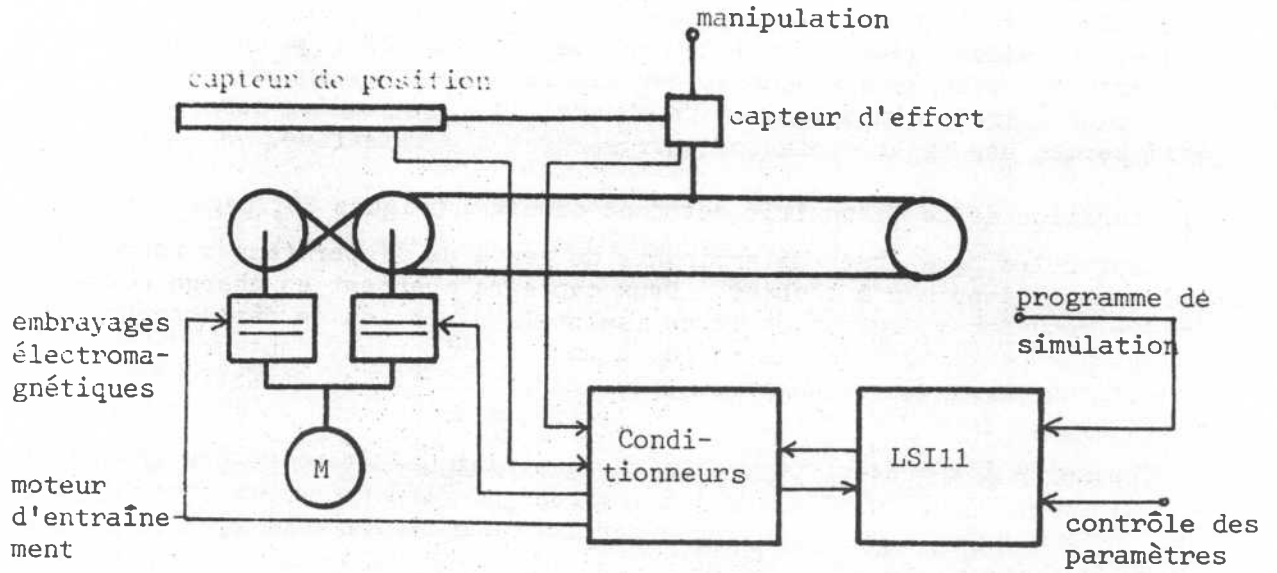 manipulation
capteur de position
capteur d'effort
programme de
simulation
embrayages
électroma-
gnétiques
Condi-
tionneurs
LSI11
M
moteur
d'entraîne
ment
contrôle des
paramètres